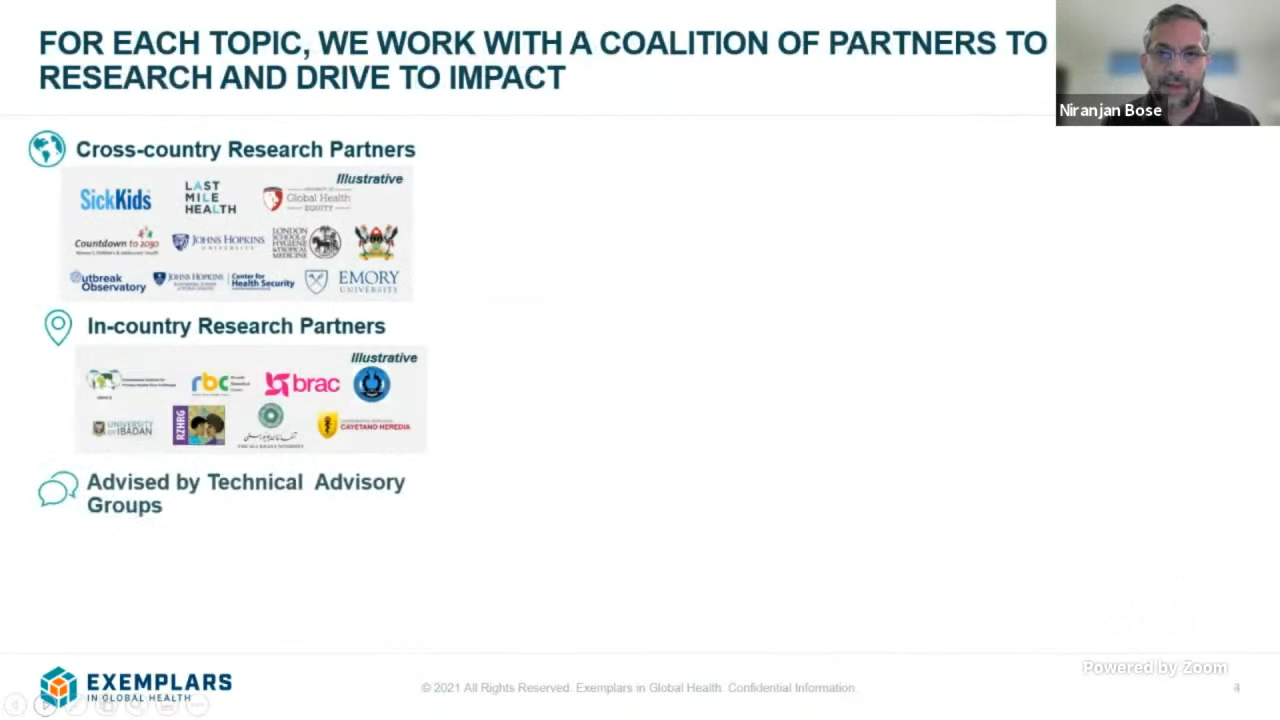 FOR EACH TOPIC, WE WORK WITH A COALITION OF PARTNERS TO
RESEARCH AND DRIVE TO IMPACT
Niranjan Bose
Cross-country Research Partners
Illustrative
SickKids
LAST
MILE
HEALTH
Global Health
EQUITY
Countdown to 2030
JOHNS HOPKINS
UNIVERSITY
LONDON
SCHOOL of
HYGIENE
&TROPICAL
MEDICINE
Outbreak
Observatory
JOHNS HOPKINS
Center for
Health Security
EMORY
UNIVERSITY
In-country Research Partners
Illustrative
rbc
brac
UNIVERSITY
OF IBADAN
RZHRG
CAYETANO HEREDIA
Advised by Technical Advisory
Groups
EXEMPLARS
IN GLOBAL HEALTH
© 2021 All Rights Reserved. Exemplars in Global Health. Confidential Information
Powered by Zoom